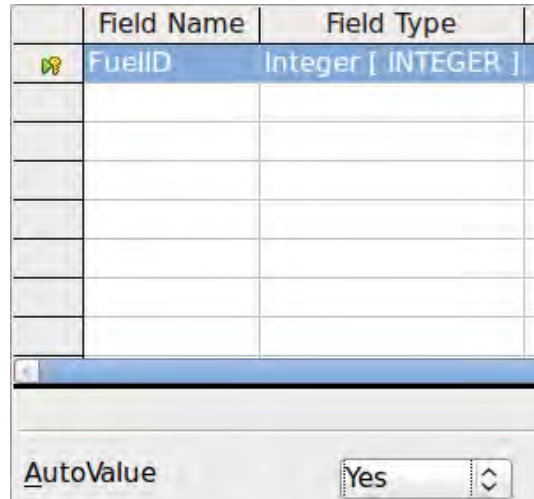 Field Name Field Type
FuelID Integer [ INTEGER ]
AutoValue Yes